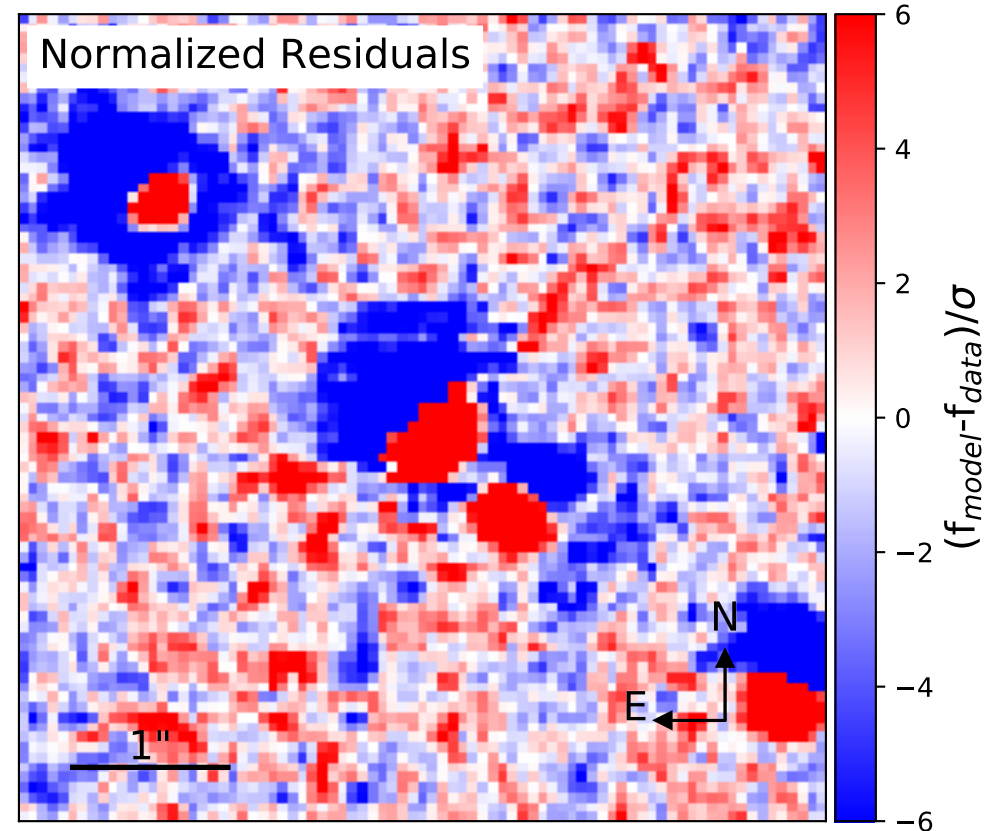 Normalized Residuals
6
4
2
0
−2
−4
−6
(f_model-f_data)/σ
N
E
1"